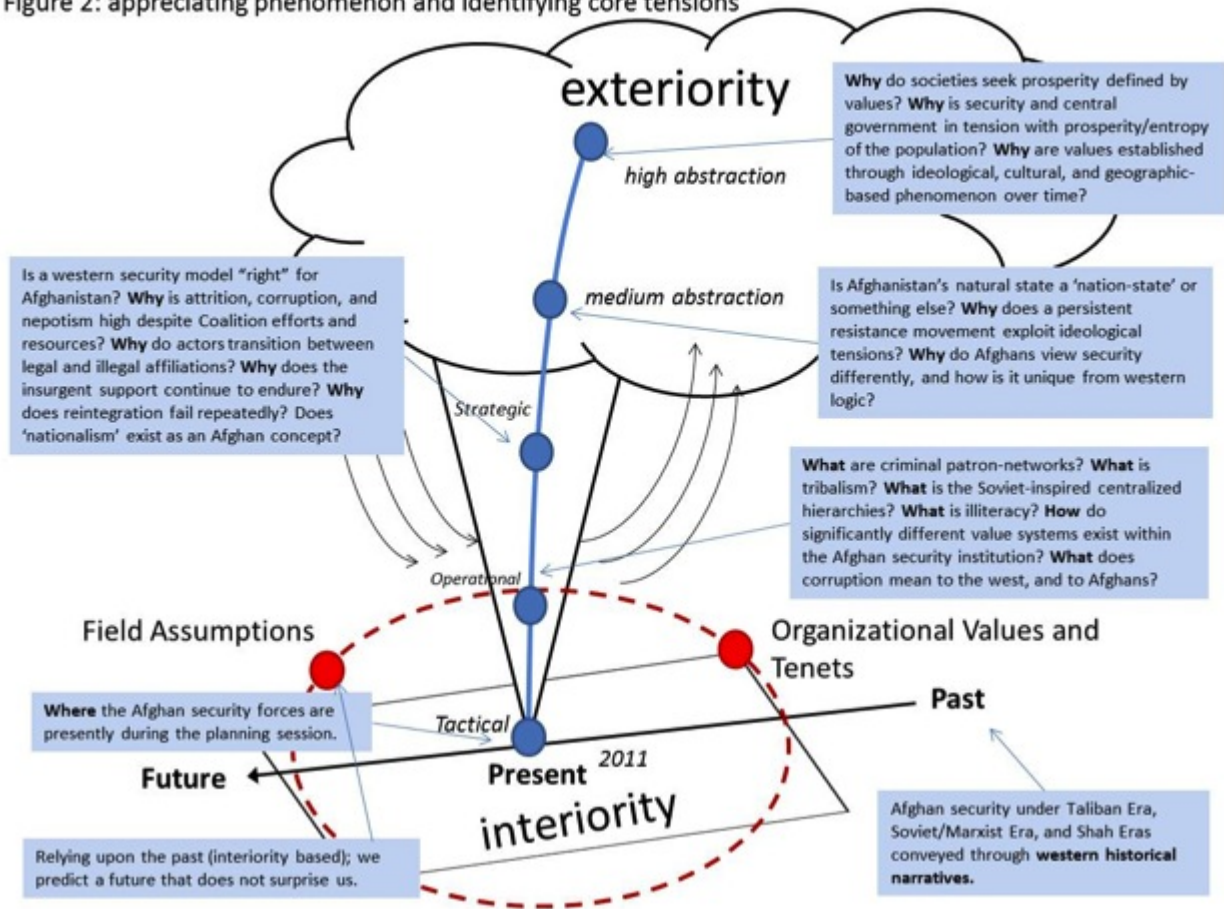 Figure 2: appreciating phenomenon and identifying core tensions
exteriority
high abstraction
Why do societies seek prosperity defined by
values? Why is security and central
government in tension with prosperity/entropy
of the population? Why are values established
through ideological, cultural, and geographic-
based phenomenon over time?
medium abstraction
Is a western security model “right” for
Afghanistan? Why is attrition, corruption, and
nepotism high despite Coalition efforts and
resources? Why do actors transition between
legal and illegal affiliations? Why does the
insurgent support continue to endure? Why
does reintegration fail repeatedly? Does
‘nationalism’ exist as an Afghan concept?
Is Afghanistan’s natural state a ‘nation-state’ or
something else? Why does a persistent
resistance movement exploit ideological
tensions? Why do Afghans view security
differently, and how is it unique from western
logic?
Strategic
What are criminal patron-networks? What is
tribalism? What is the Soviet-inspired centralized
hierarchies? What is illiteracy? How do
significantly different value systems exist within
the Afghan security institution? What does
corruption mean to the west, and to Afghans?
Operational
Field Assumptions
Organizational Values and
Tenets
Where the Afghan security forces are
presently during the planning session.
Tactical
Past
Future
Present
2011
interiority
Relying upon the past (interiority based); we
predict a future that does not surprise us.
Afghan security under Taliban Era,
Soviet/Marxist Era, and Shah Eras
conveyed through western historical
narratives.